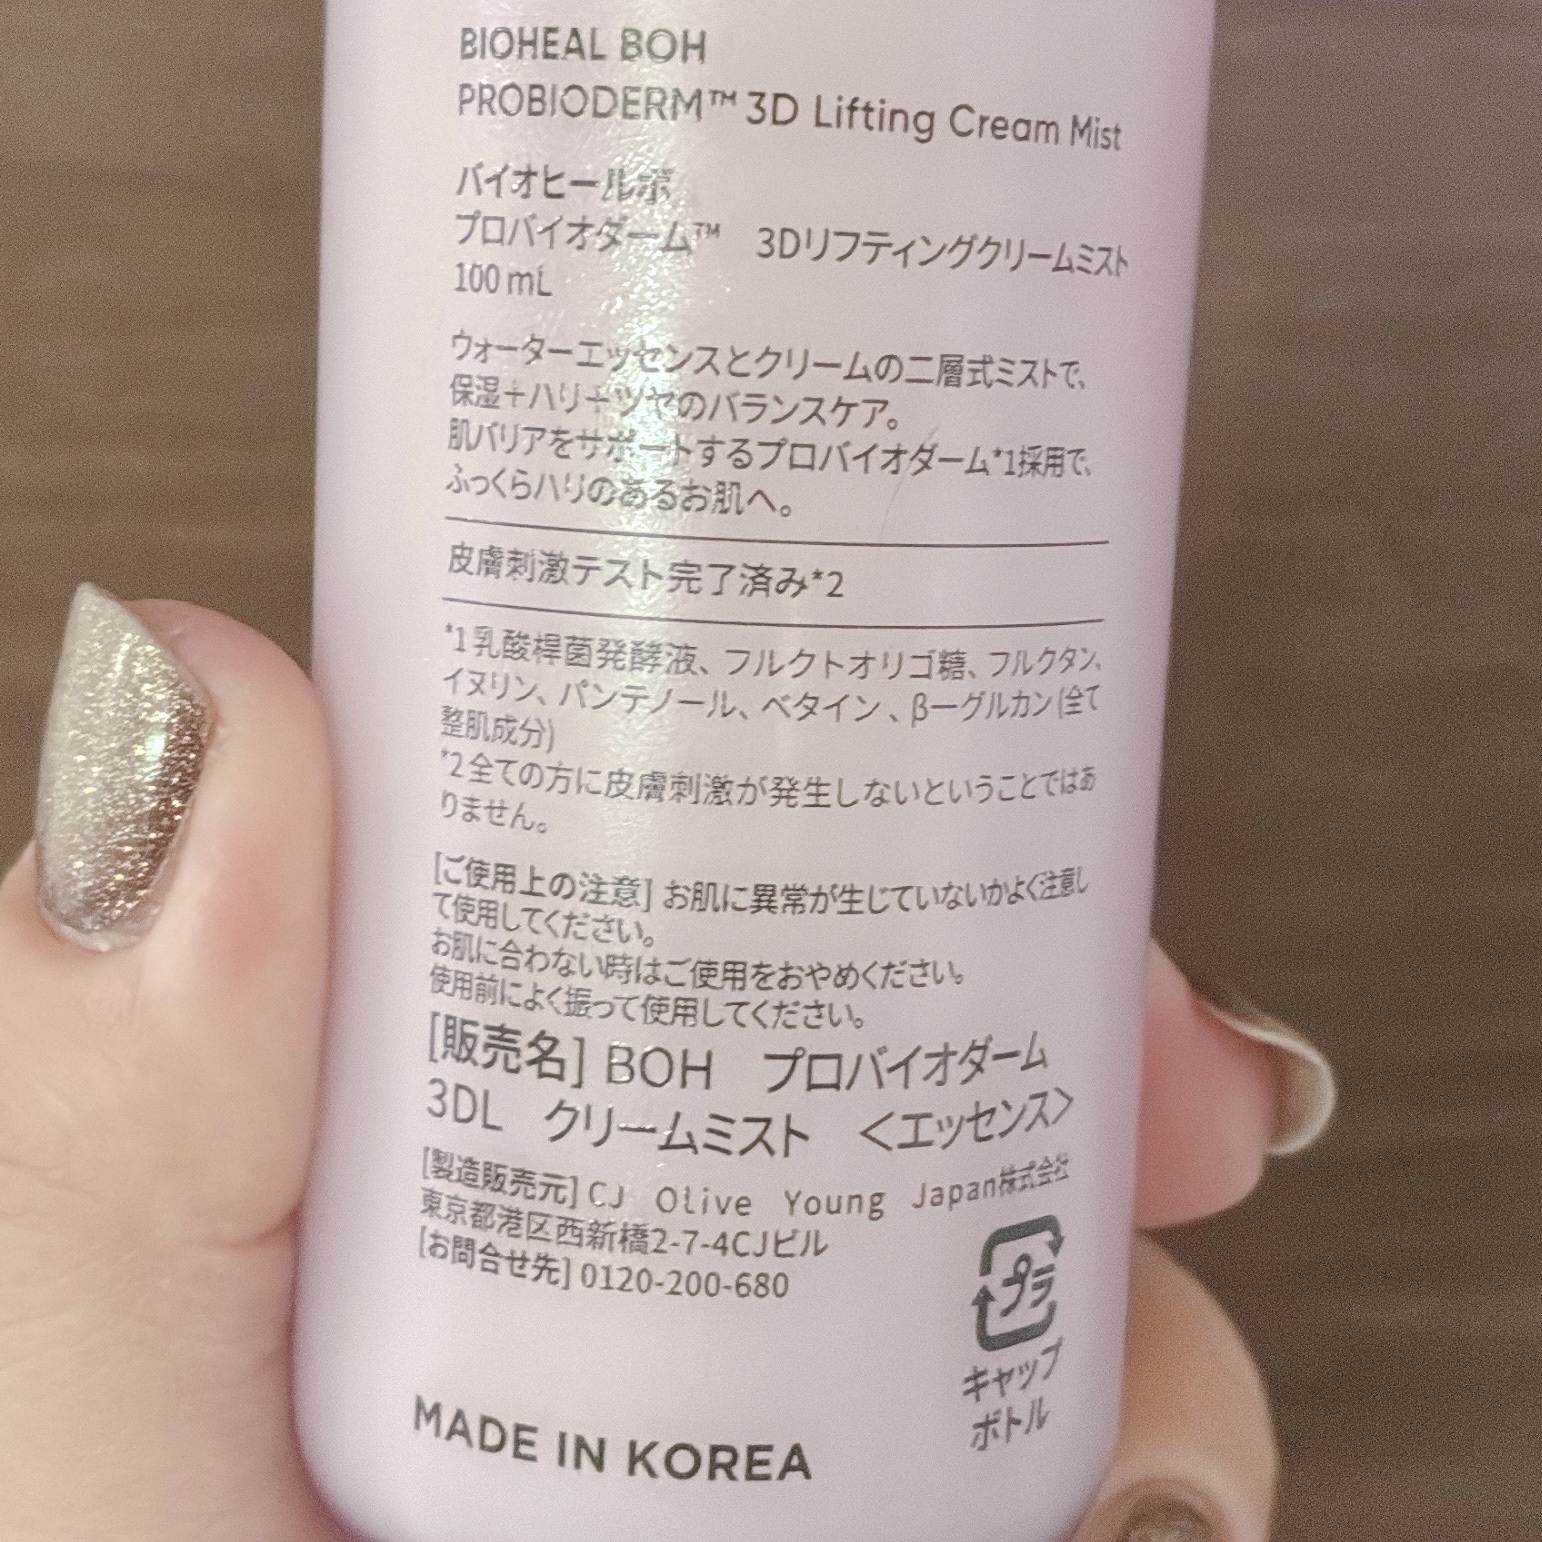 BIOHEAL BOH
PROBIODERM™ 3D Lifting Cream Mist
バイオヒールボ
プロバイオダーム™　3Dリフティングクリームミスト
100 mL
ウォーターエッセンスとクリームの二層式ミストで、
保湿＋ハリ＋ツヤのバランスケア。
肌バリアをサポートするプロバイオダーム*1採用で、
ふっくらハリのあるお肌へ。
皮膚刺激テスト完了済み*2
*1 乳酸桿菌発酵液、フルクトオリゴ糖、フルクタン、
イヌリン、パンテノール、ベタイン、βーグルカン(全て
整肌成分)
*2 全ての方に皮膚刺激が発生しないということではあ
りません。
[ご使用上の注意] お肌に異常が生じていないかよく注意し
て使用してください。
お肌に合わない時はご使用をおやめください。
使用前によく振って使用してください。
[販売名] BOH　プロバイオダーム
3DL　クリームミスト　＜エッセンス＞
[製造販売元] CJ　Olive　Young　Japan株式会社
東京都港区西新橋2-7-4CJビル
[お問合せ先] 0120-200-680
プラ
キャップ
ボトル
MADE IN KOREA